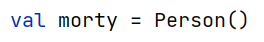 val morty = Person()